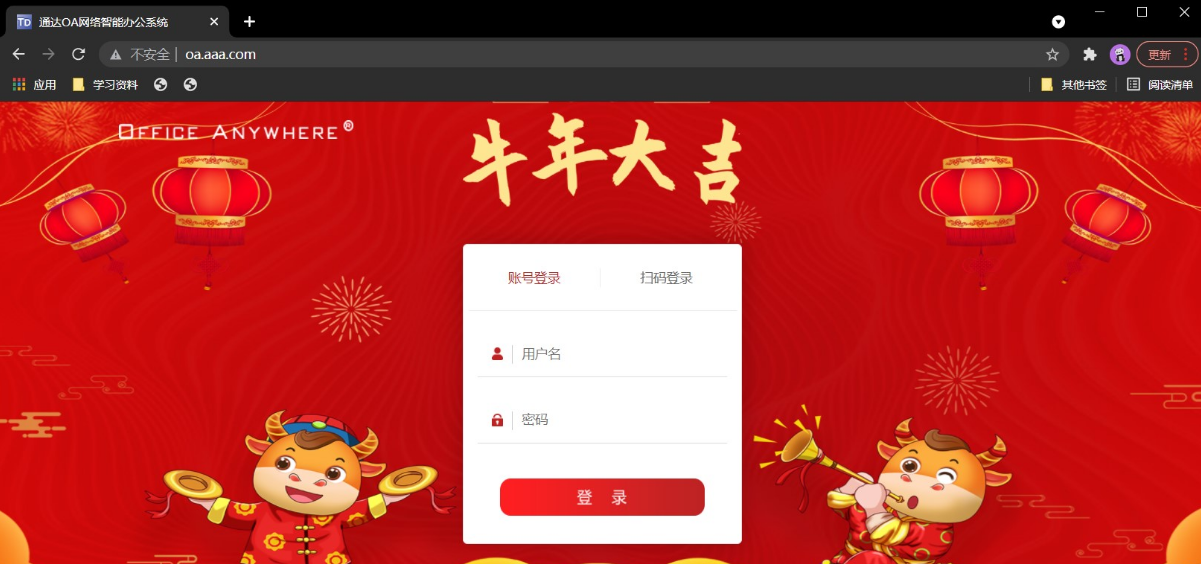 TD 通达OA网络智能办公系统
不安全 oa.aaa.com 更新
应用 学习资料 其他书签 阅读清单
OFFICE ANYWHERE®
牛年大吉
账号登录 扫码登录
用户名
密码
登 录